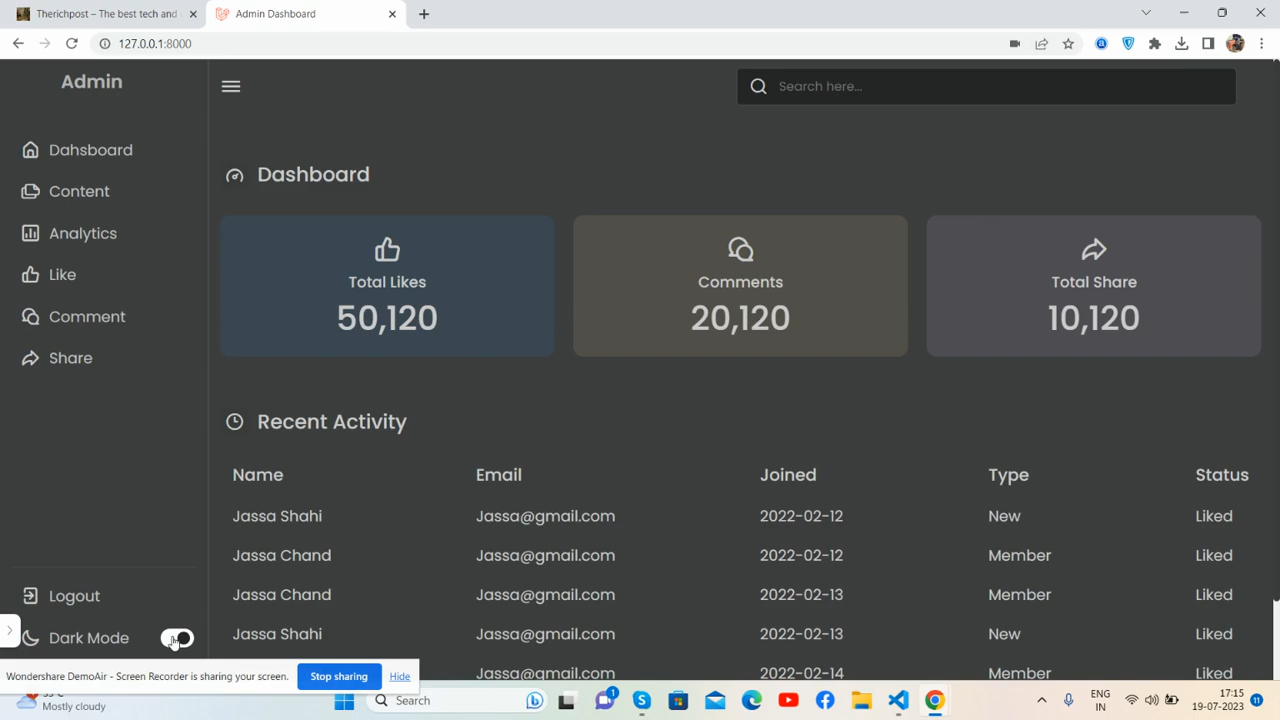 Therichpost – The best tech and
Admin Dashboard
127.0.0.1:8000
Admin
Search here...
Dahsboard
Content
Analytics
Like
Comment
Share
Dashboard
Total Likes
50,120
Comments
20,120
Total Share
10,120
Recent Activity
Name Email Joined Type Status
Jassa Shahi Jassa@gmail.com 2022-02-12 New Liked
Jassa Chand Jassa@gmail.com 2022-02-12 Member Liked
Jassa Chand Jassa@gmail.com 2022-02-13 Member Liked
Jassa Shahi Jassa@gmail.com 2022-02-13 New Liked
Jassa@gmail.com 2022-02-14 Member Liked
Logout
Dark Mode
Wondershare DemoAir - Screen Recorder is sharing your screen. Stop sharing Hide
Mostly cloudy
Search
1
ENG
IN
17:15
19-07-2023
11